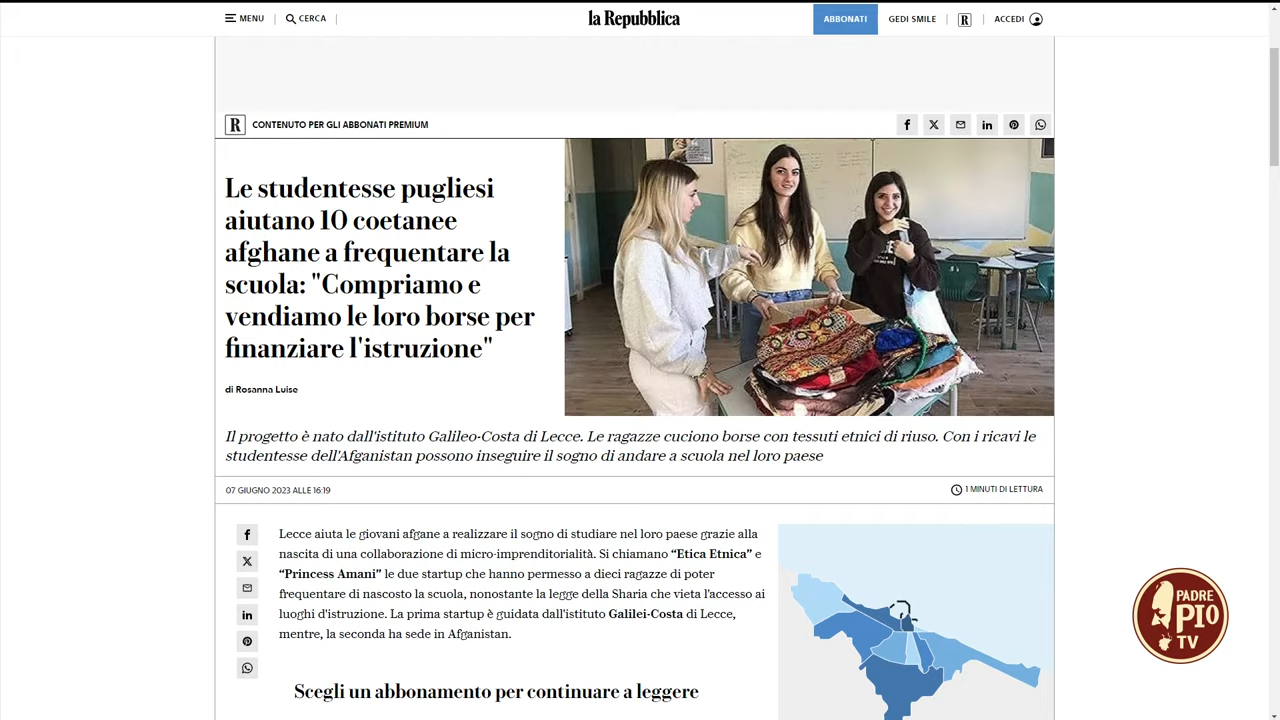 MENU
CERCA
la Repubblica
ABBONATI
GEDI SMILE
R
ACCEDI
R
CONTENUTO PER GLI ABBONATI PREMIUM
Le studentesse pugliesi
aiutano 10 coetanee
afghane a frequentare la
scuola: "Compriamo e
vendiamo le loro borse per
finanziare l'istruzione"
di Rosanna Luise
Il progetto è nato dall'istituto Galileo-Costa di Lecce. Le ragazze cuciono borse con tessuti etnici di riuso. Con i ricavi le
studentesse dell'Afganistan possono inseguire il sogno di andare a scuola nel loro paese
07 GIUGNO 2023 ALLE 16:19
1 MINUTI DI LETTURA
Lecce aiuta le giovani afgane a realizzare il sogno di studiare nel loro paese grazie alla
nascita di una collaborazione di micro-imprenditorialità. Si chiamano “Etica Etnica” e
“Princess Amani” le due startup che hanno permesso a dieci ragazze di poter
frequentare di nascosto la scuola, nonostante la legge della Sharia che vieta l'accesso ai
luoghi d'istruzione. La prima startup è guidata dall'istituto Galilei-Costa di Lecce,
mentre, la seconda ha sede in Afghanistan.
Scegli un abbonamento per continuare a leggere
PADRE
PIO
TV